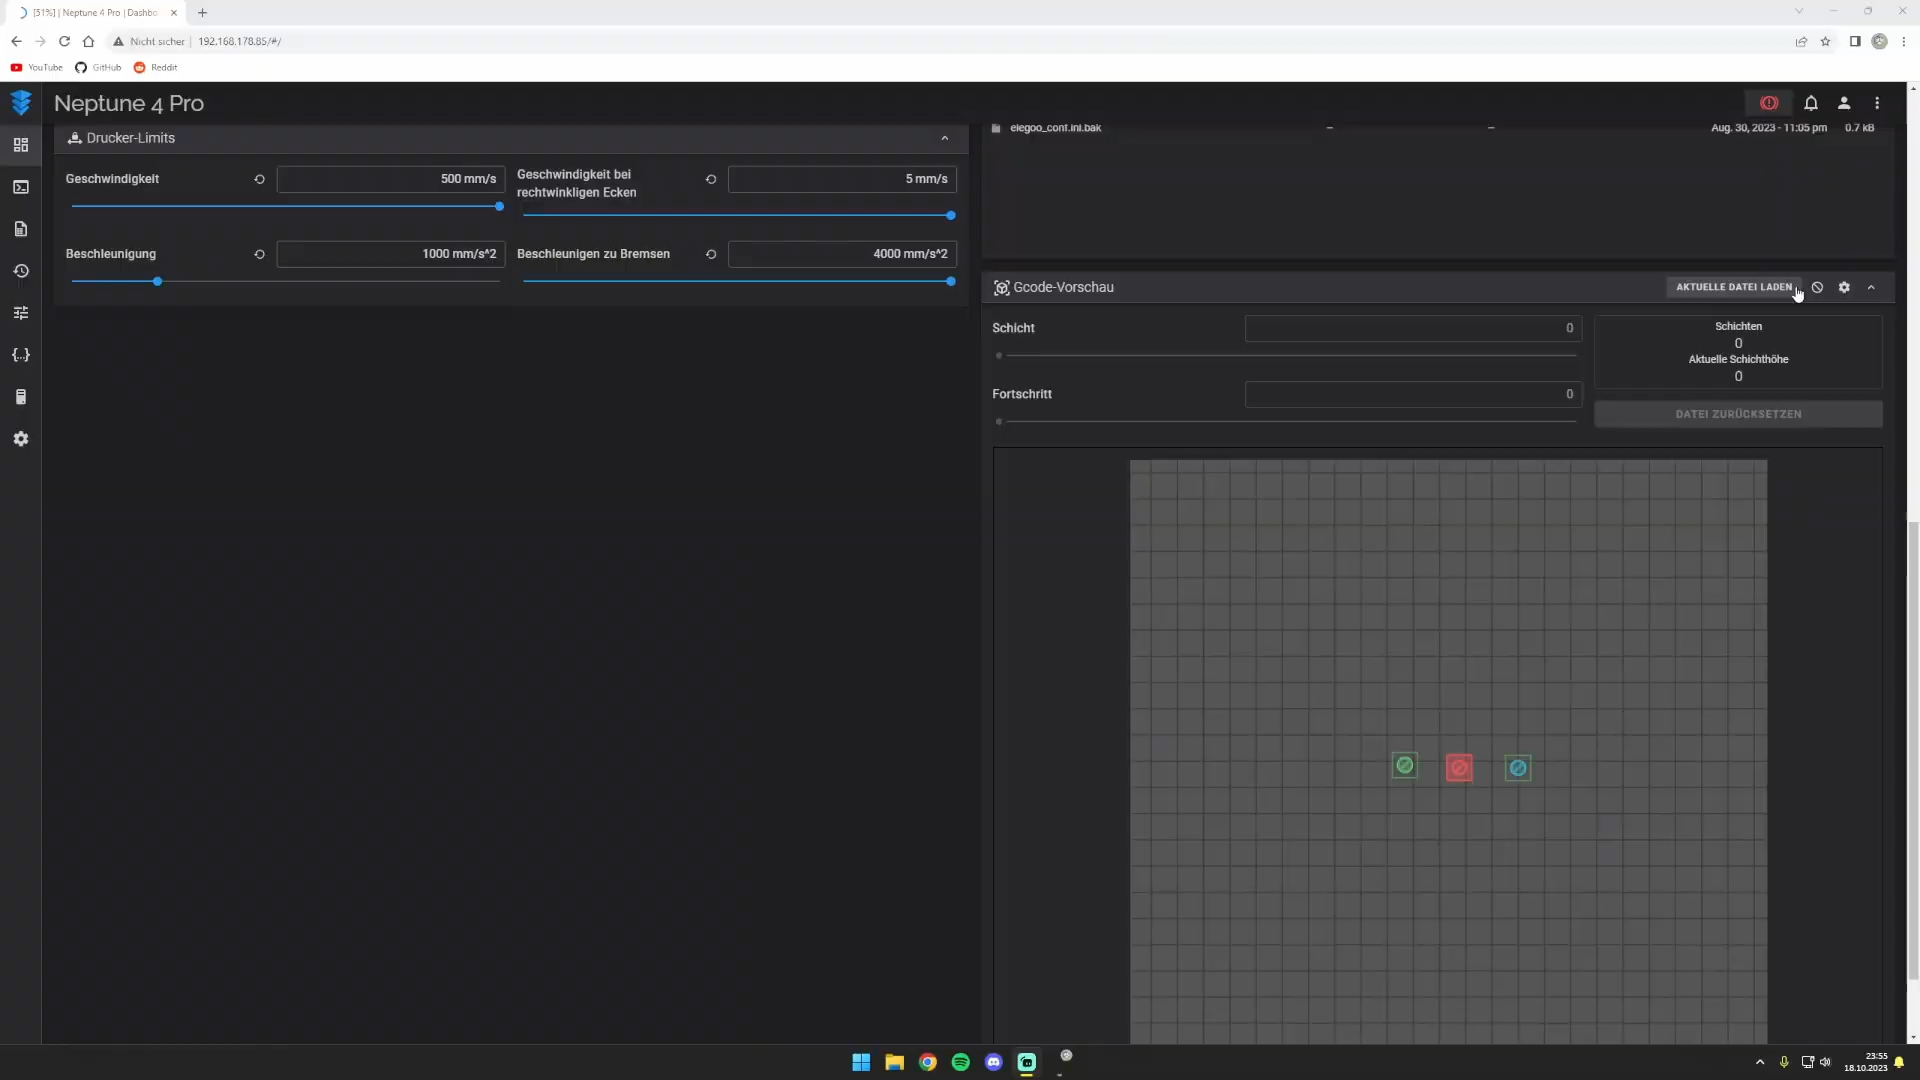 [51%] | Neptune 4 Pro | Dashbo
Nicht sicher
192.168.178.85/#/
YouTube
GitHub
Reddit
Neptune 4 Pro
elegoo_conf.ini.bak
–
–
Aug. 30, 2023 - 11:05 pm
0.7 kB
Drucker-Limits
Geschwindigkeit
500 mm/s
Geschwindigkeit bei
rechtwinkligen Ecken
5 mm/s
Beschleunigung
1000 mm/s^2
Beschleunigen zu Bremsen
4000 mm/s^2
Gcode-Vorschau
AKTUELLE DATEI LADEN
Schicht
0
Schichten
0
Aktuelle Schichthöhe
0
Fortschritt
0
DATEI ZURÜCKSETZEN
23:55
18.10.2023